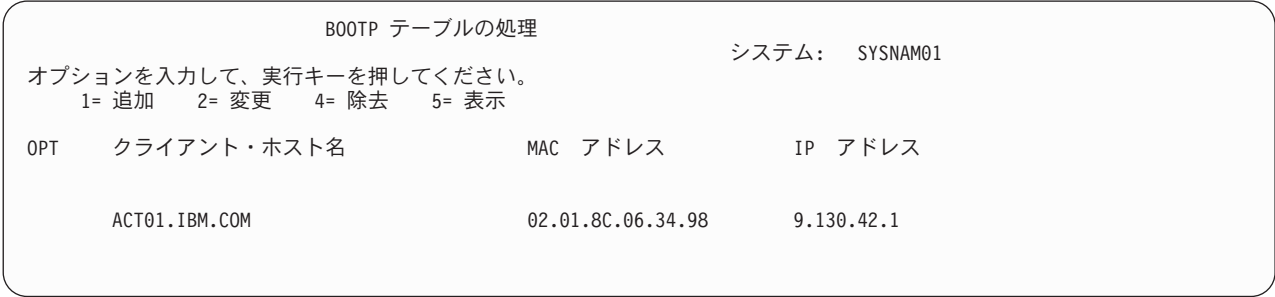 BOOTP テーブルの処理
システム: SYSNAM01
オプションを入力して、実行キーを押してください。
1= 追加 2= 変更 4= 除去 5= 表示
OPT クライアント・ホスト名 MAC アドレス IP アドレス
ACT01.IBM.COM 02.01.8C.06.34.98 9.130.42.1